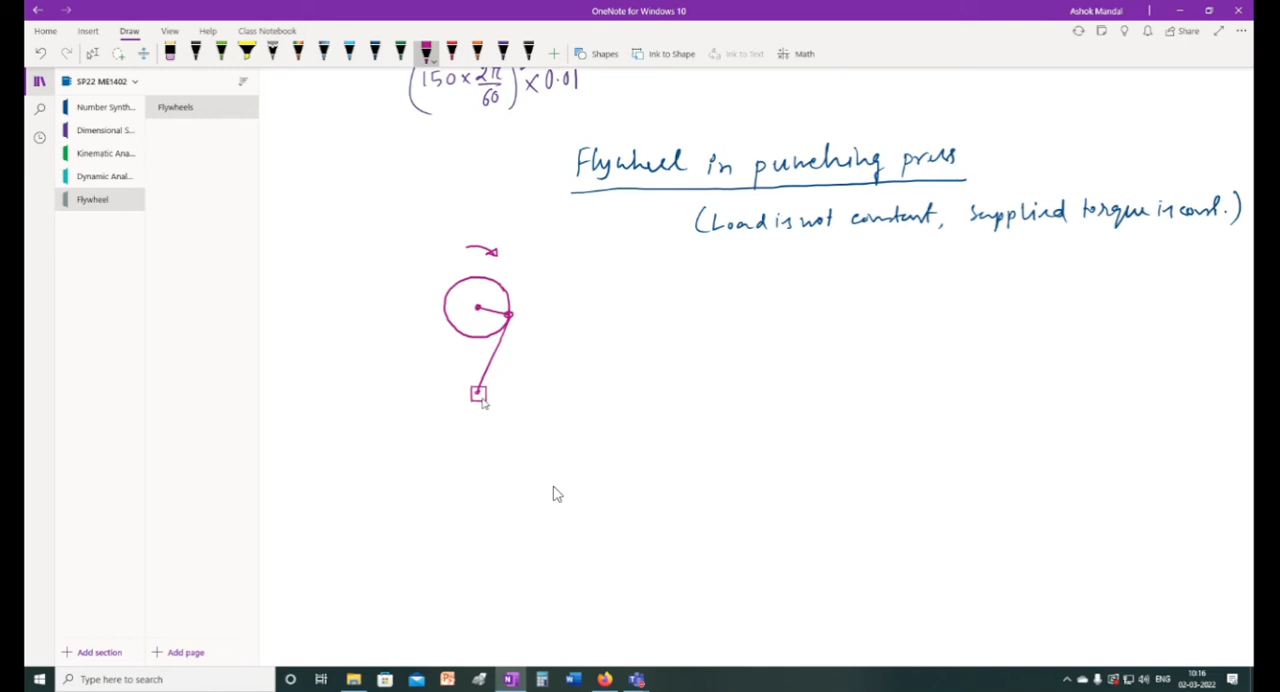 OneNote for Windows 10
Ashok Mandal
Home Insert Draw View Help Class Notebook
Share
Shapes Ink to Shape Ink to Text Math
SP22 ME1402
Number Synth...
Flywheels
Dimensional S...
Kinematic Ana...
Dynamic Anal...
Flywheel
(150 × 2π/60) × 0.01
Flywheel in punching press
(Load is not constant, supplied torque is const.)
Add section
Add page
Type here to search
ENG
10:16
02-03-2022